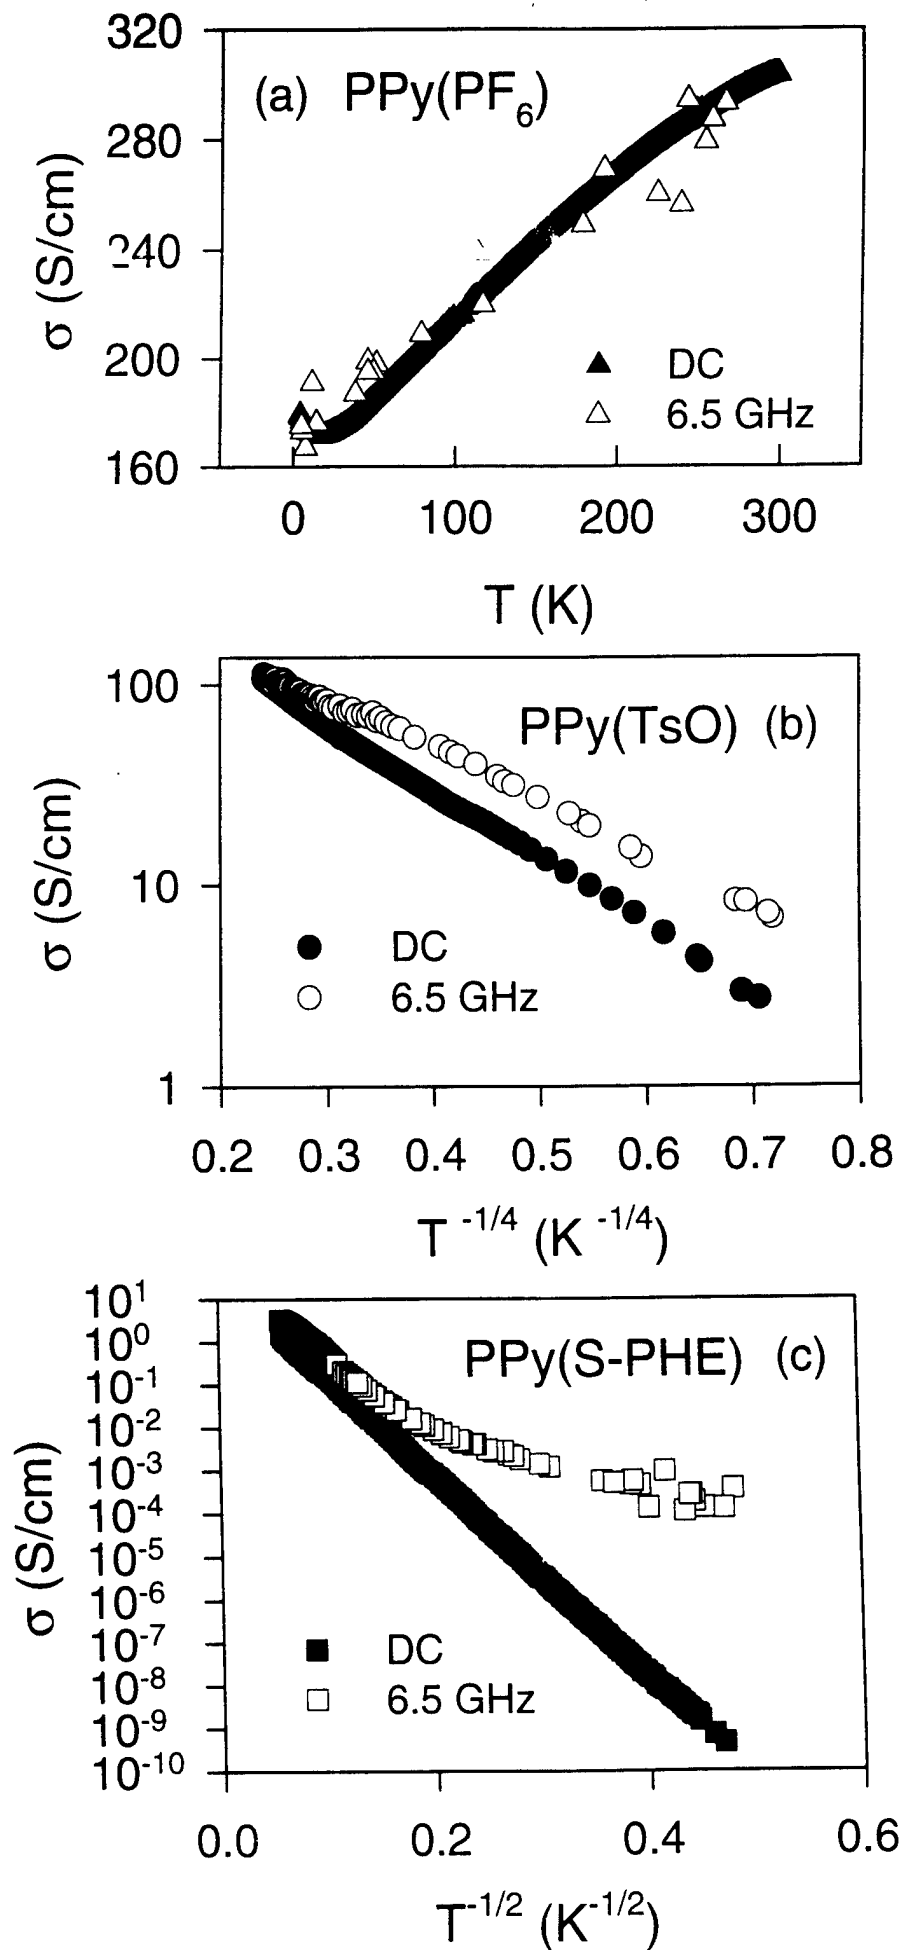 320
(a) PPy(PF6)
280
240
200
160
σ (S/cm)
DC
6.5 GHz
0 100 200 300
T (K)
100
PPy(TsO) (b)
10
1
σ (S/cm)
DC
6.5 GHz
0.2 0.3 0.4 0.5 0.6 0.7 0.8
T -1/4 (K -1/4)
10^1
10^0
PPy(S-PHE) (c)
10^-1
10^-2
10^-3
10^-4
10^-5
10^-6
10^-7
10^-8
10^-9
10^-10
σ (S/cm)
DC
6.5 GHz
0.0 0.2 0.4 0.6
T^-1/2 (K^-1/2)